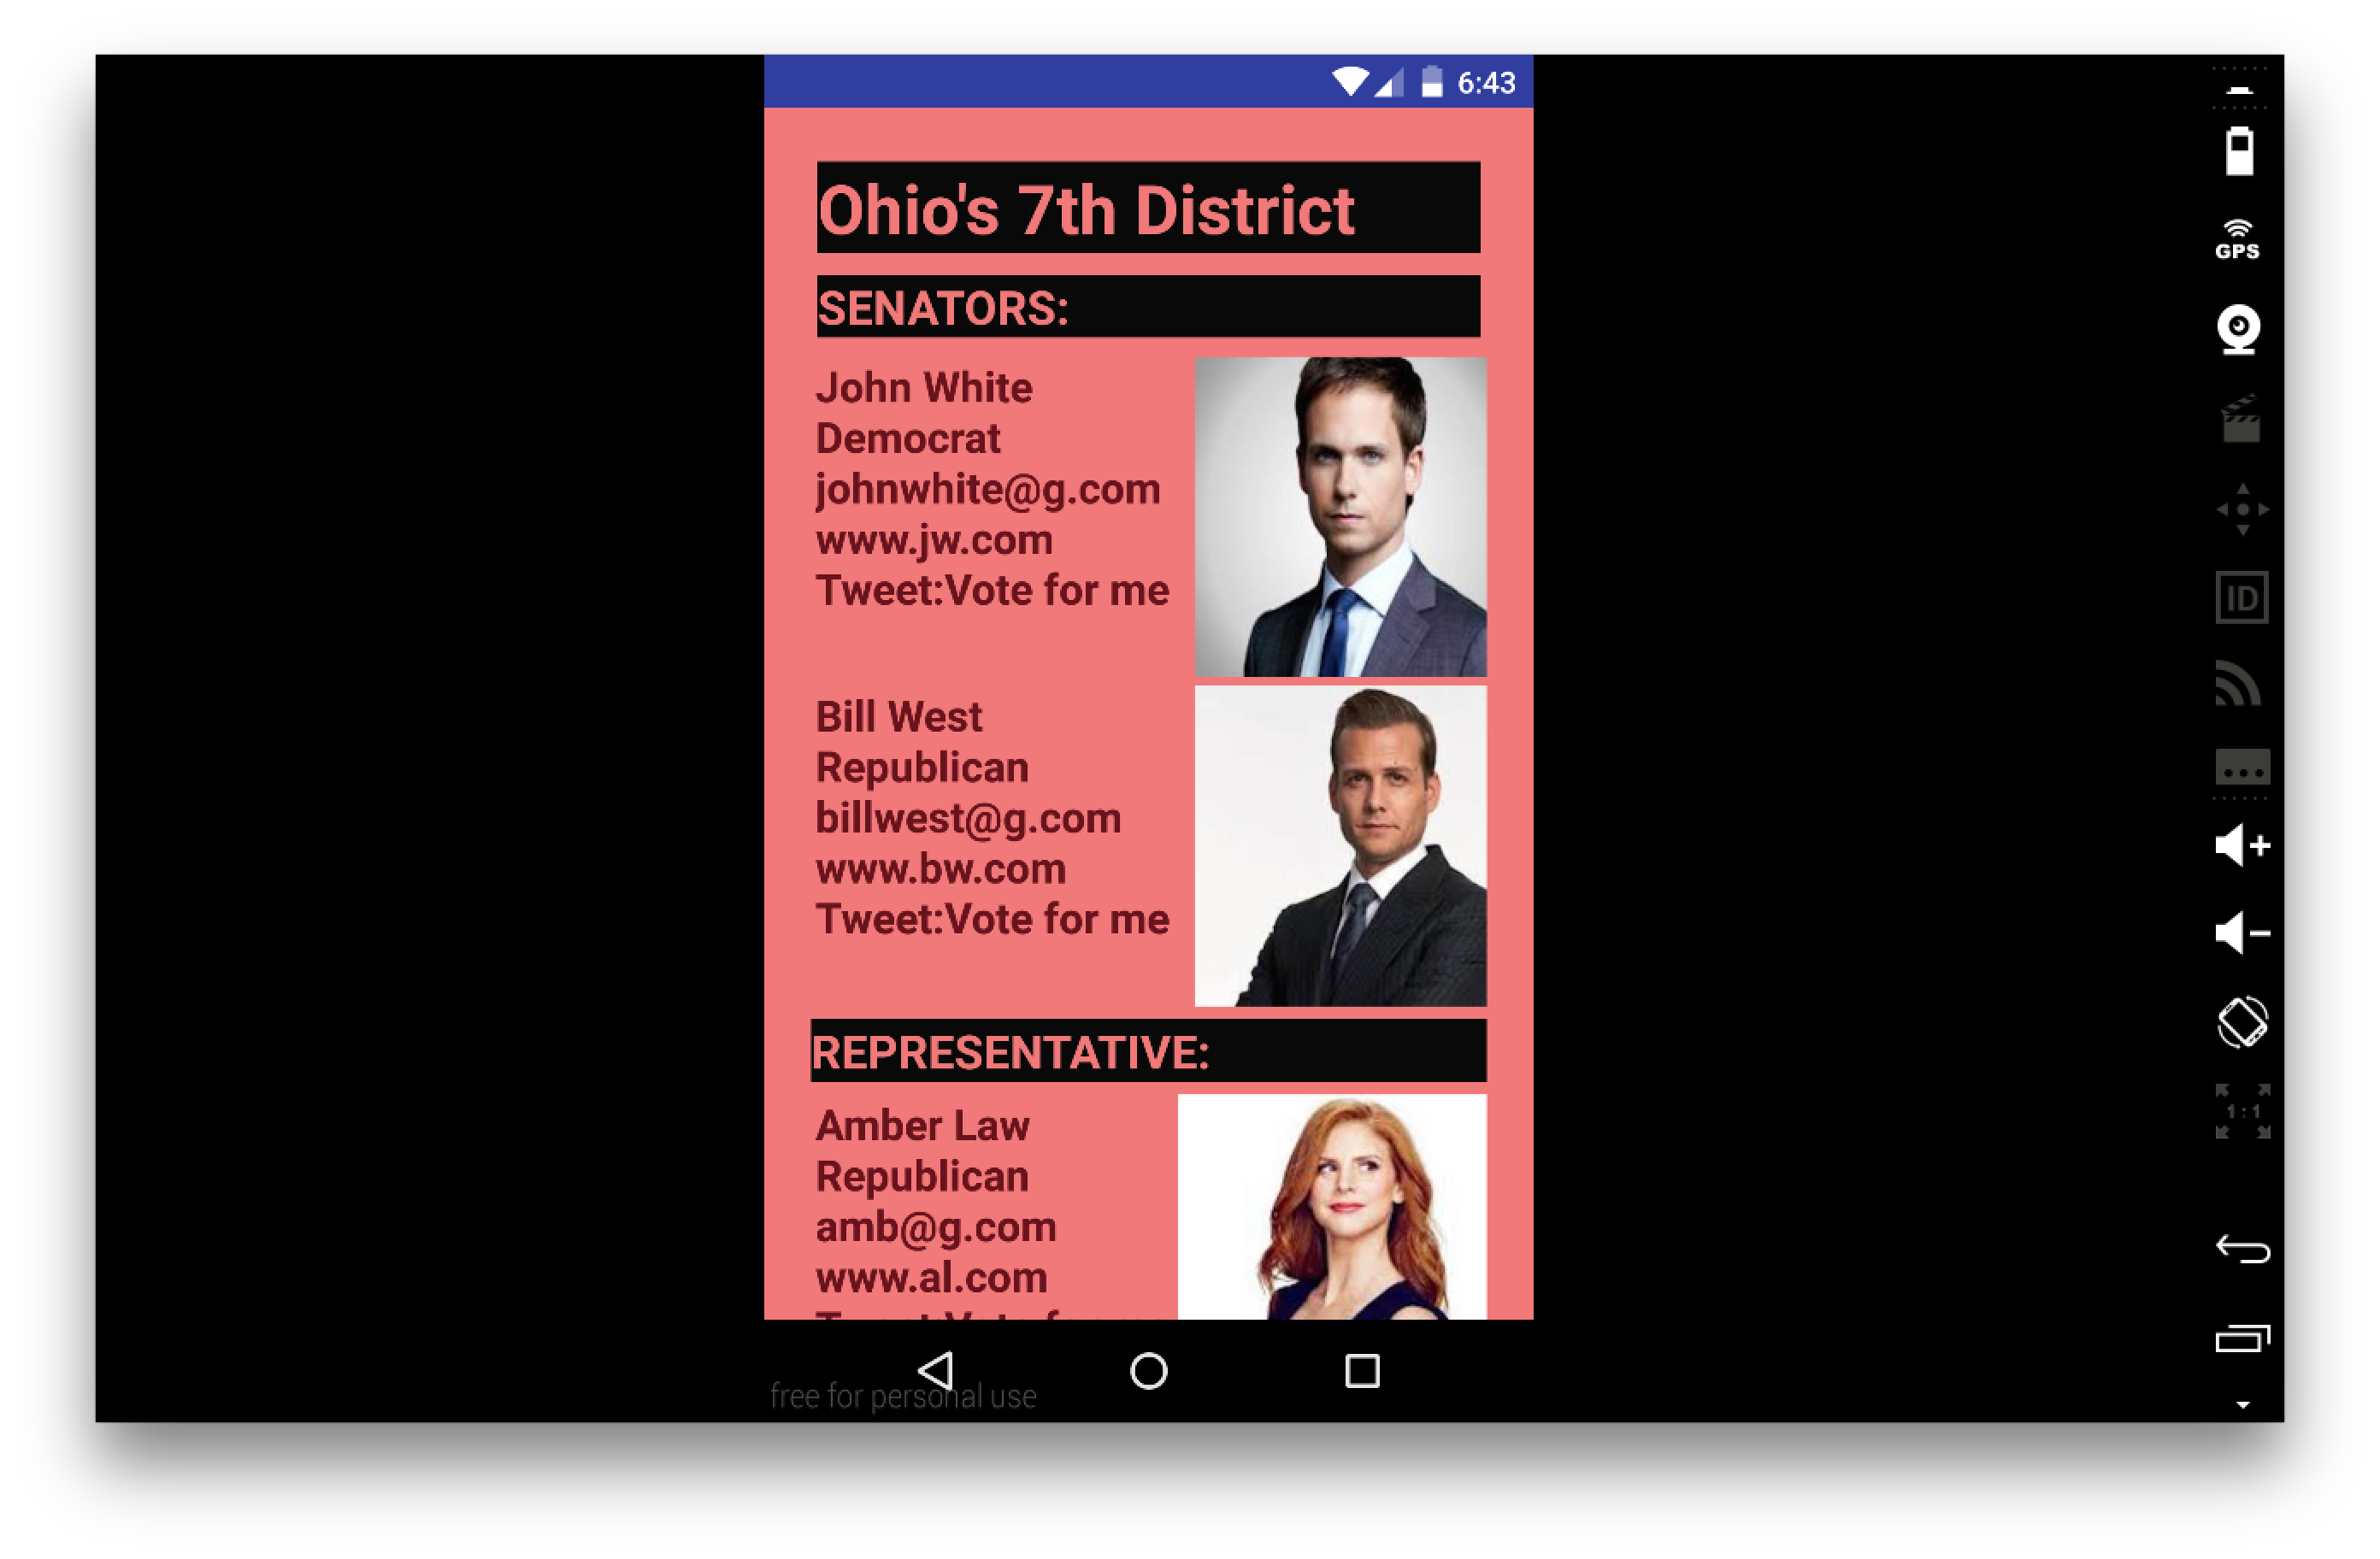 6:43
Ohio's 7th District
SENATORS:
John White
Democrat
johnwhite@g.com
www.jw.com
Tweet:Vote for me
Bill West
Republican
billwest@g.com
www.bw.com
Tweet:Vote for me
REPRESENTATIVE:
Amber Law
Republican
amb@g.com
www.al.com
free for personal use
GPS
ID
1:1